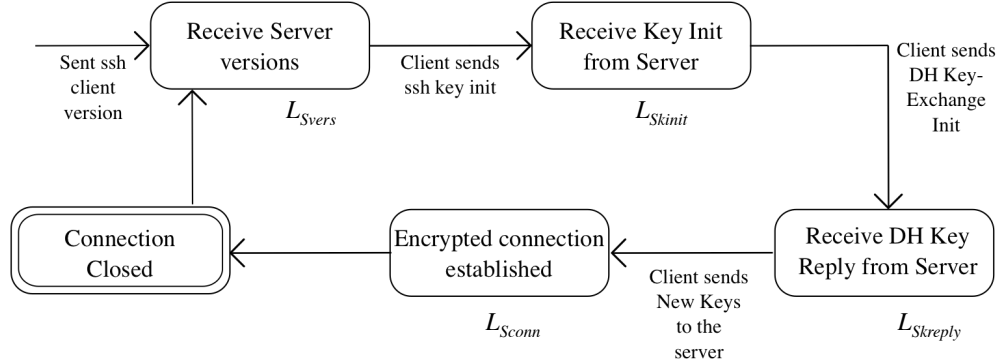 Receive Server
versions
Receive Key Init
from Server
Sent ssh
client
version
Client sends
ssh key init
Client sends
DH Key-
Exchange
Init
L_Svers
L_Skinit
Connection
Closed
Encrypted connection
established
Receive DH Key
Reply from Server
Client sends
New Keys
to the
server
L_Sconn
L_Skreply